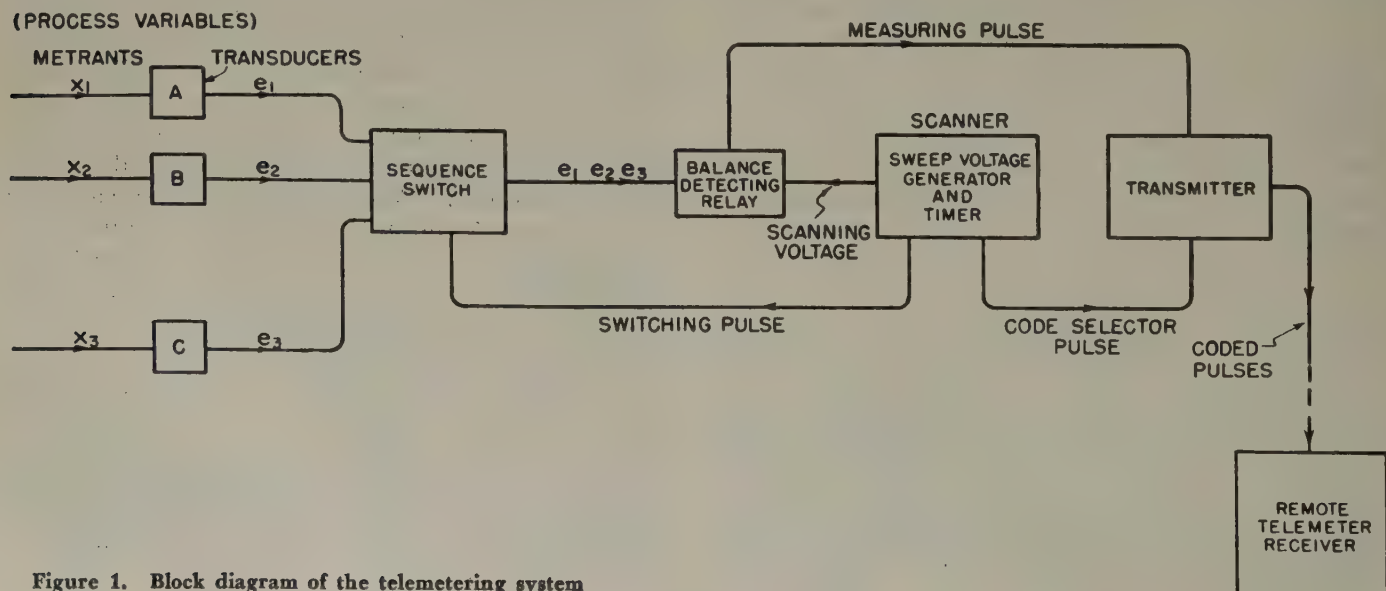 (PROCESS VARIABLES)
METRANTS
TRANSDUCERS
x1
A
e1
x2
B
e2
x3
C
e3
SEQUENCE
SWITCH
e1 e2 e3
BALANCE
DETECTING
RELAY
MEASURING PULSE
SCANNING
VOLTAGE
SCANNER
SWEEP VOLTAGE
GENERATOR
AND
TIMER
TRANSMITTER
SWITCHING PULSE
CODE SELECTOR
PULSE
CODED
PULSES
REMOTE
TELEMETER
RECEIVER
Figure 1. Block diagram of the telemetering system